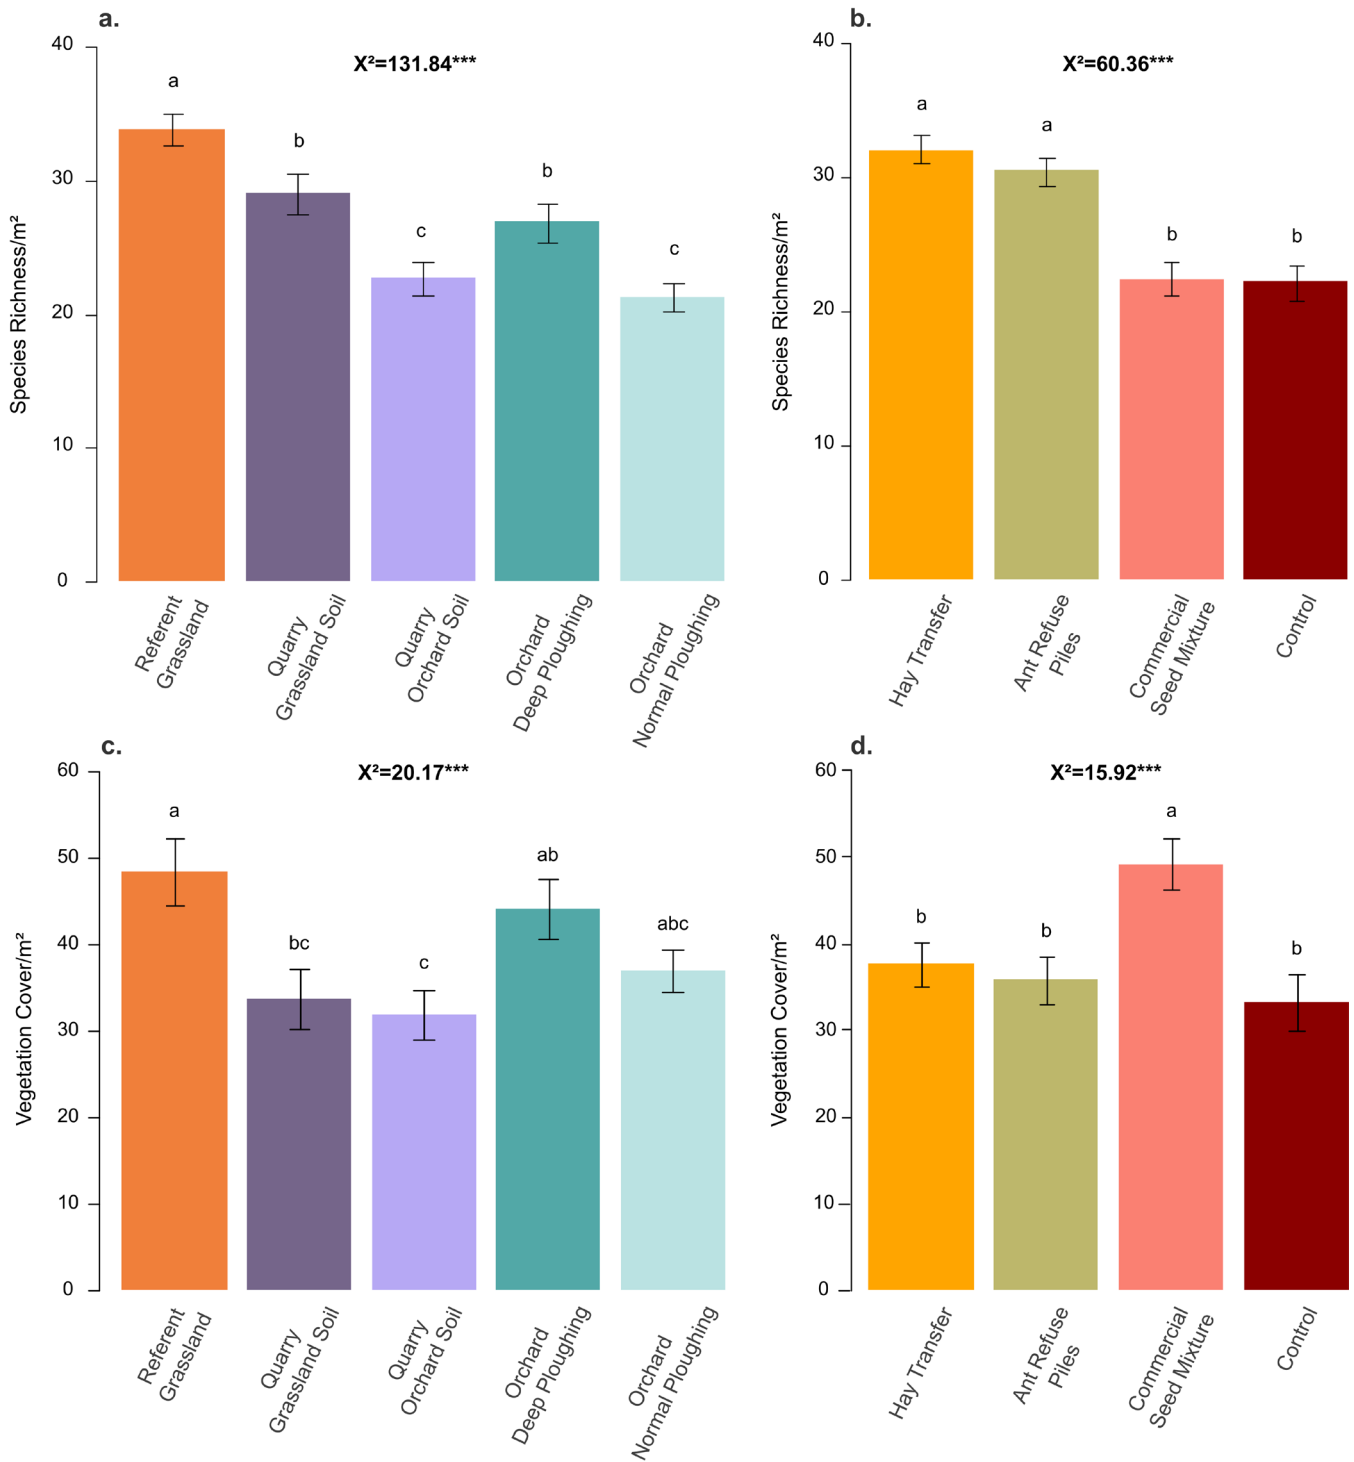 a.
X²=131.84***
Species Richness/m²
40
30
20
10
0
a
b
c
b
c
Referent
Grassland
Quarry
Grassland Soil
Quarry
Orchard Soil
Orchard
Deep Ploughing
Orchard
Normal Ploughing
b.
X²=60.36***
Species Richness/m²
40
30
20
10
0
a
a
b
b
Hay Transfer
Ant Refuse
Piles
Commercial
Seed Mixture
Control
c.
X²=20.17***
Vegetation Cover/m²
60
50
40
30
20
10
0
a
bc
c
ab
abc
Referent
Grassland
Quarry
Grassland Soil
Quarry
Orchard Soil
Orchard
Deep Ploughing
Orchard
Normal Ploughing
d.
X²=15.92***
Vegetation Cover/m²
60
50
40
30
20
10
0
b
b
a
b
Hay Transfer
Ant Refuse
Piles
Commercial
Seed Mixture
Control